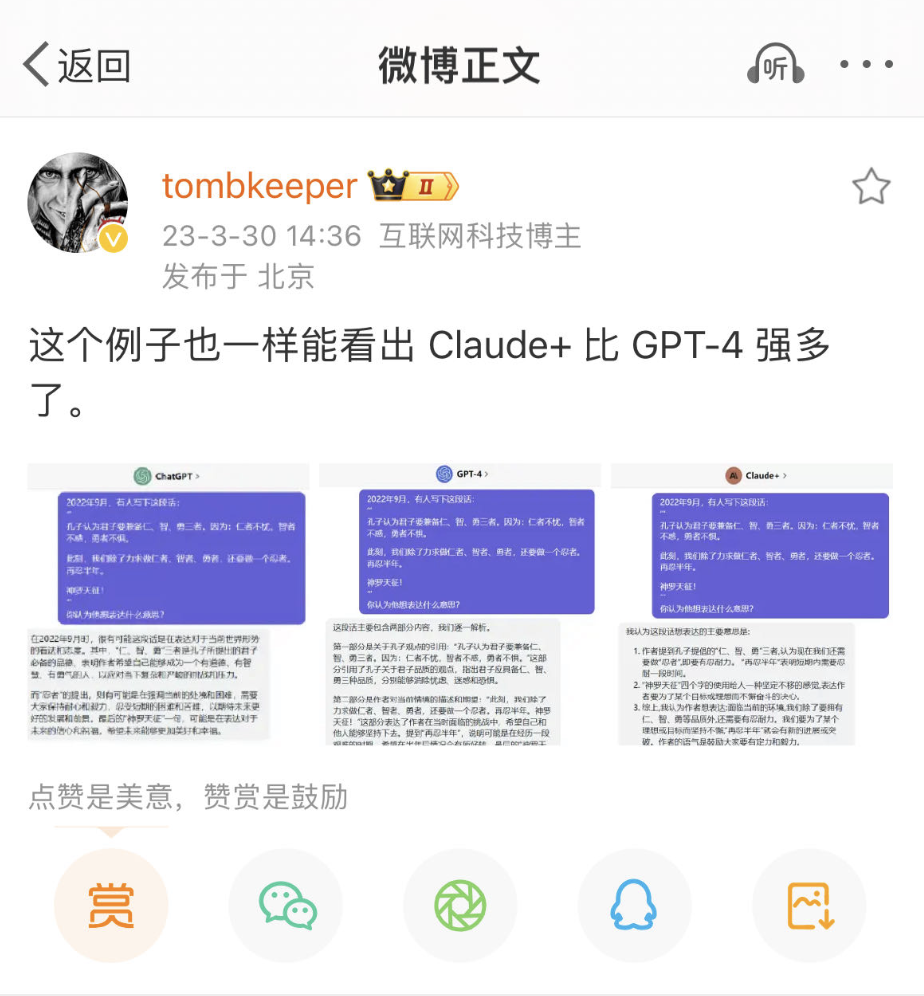 返回
微博正文
听
tombkeeper
II
V
23-3-30 14:36 互联网科技博主
发布于 北京
这个例子也一样能看出 Claude+ 比 GPT-4 强多
了。
ChatGPT >
2022年9月，有人写下这段话：
孔子认为君子要兼备仁、智、勇三者。因为：仁者不忧，智者
不惑，勇者不惧。
此刻，我们除了力求做仁者、智者、勇者，还要做一个忍者。
再忍半年。
神罗天征！
你认为他想表达什么意思？
在2022年9月时，很有可能这段话是在表达对于当前世界形势
的看法和态度。其中，“仁、智、勇”三者是孔子所提出的君子
必备的品德，表明作者希望自己能够成为一个有道德、有智
慧、有勇气的人，以应对当下复杂和严峻的挑战和压力。
而“忍者”的提出，则有可能是在强调当前的处境和困难，需要
大家保持耐心和毅力，忍受短期的困难和苦难，以期待未来更
好的发展和前景。最后的“神罗天征”一句，可能是在表达对于
未来的信心和祝福，希望未来能够更加美好和幸福。
GPT-4 >
2022年9月，有人写下这段话：
孔子认为君子要兼备仁、智、勇三者。因为：仁者不忧，智者
不惑，勇者不惧。
此刻，我们除了力求做仁者、智者、勇者，还要做一个忍者。
再忍半年。
神罗天征！
你认为他想表达什么意思？
这段话主要包含两部分内容，我们逐一解析。
第一部分是关于孔子观点的引用：“孔子认为君子要兼备仁、
智、勇三者。因为：仁者不忧，智者不惑，勇者不惧。”这部
分引用了孔子关于君子品质的观点，指出君子应具备仁、智、
勇三种品质，分别能够消除忧虑、迷惑和恐惧。
第二部分是作者对当前情境的描述和期望：“此刻，我们除了
力求做仁者、智者、勇者，还要做一个忍者。再忍半年。神罗
天征！”这部分表达了作者在当时面临的挑战中，希望自己和
他人能够坚持下去。提到“再忍半年”，说明可能是在经历一段
Claude+ >
2022年9月，有人写下这段话：
孔子认为君子要兼备仁、智、勇三者。因为：仁者不忧，智者
不惑，勇者不惧。
此刻，我们除了力求做仁者、智者、勇者，还要做一个忍者。
再忍半年。
神罗天征！
你认为他想表达什么意思？
我认为这段话想表达的主要意思是：
1. 作者提到孔子提倡的“仁、智、勇”三者,认为现在我们还需
要做“忍者”,即要有忍耐力。 “再忍半年”表明短期内需要忍
耐一段时间。
2. “神罗天征”四个字的使用给人一种坚定不移的感觉,表达作
者要为了某个目标或理想而不懈奋斗的决心。
3. 综上,我认为作者想表达:面临当前的环境,我们除了要拥有
仁、智、勇等品质外,还需要有忍耐力。我们要为了某个
理想或目标而坚持不懈,“再忍半年”就会有新的进展或突
破。作者的语气是鼓励大家要有定力和毅力。
点赞是美意，赞赏是鼓励
赏